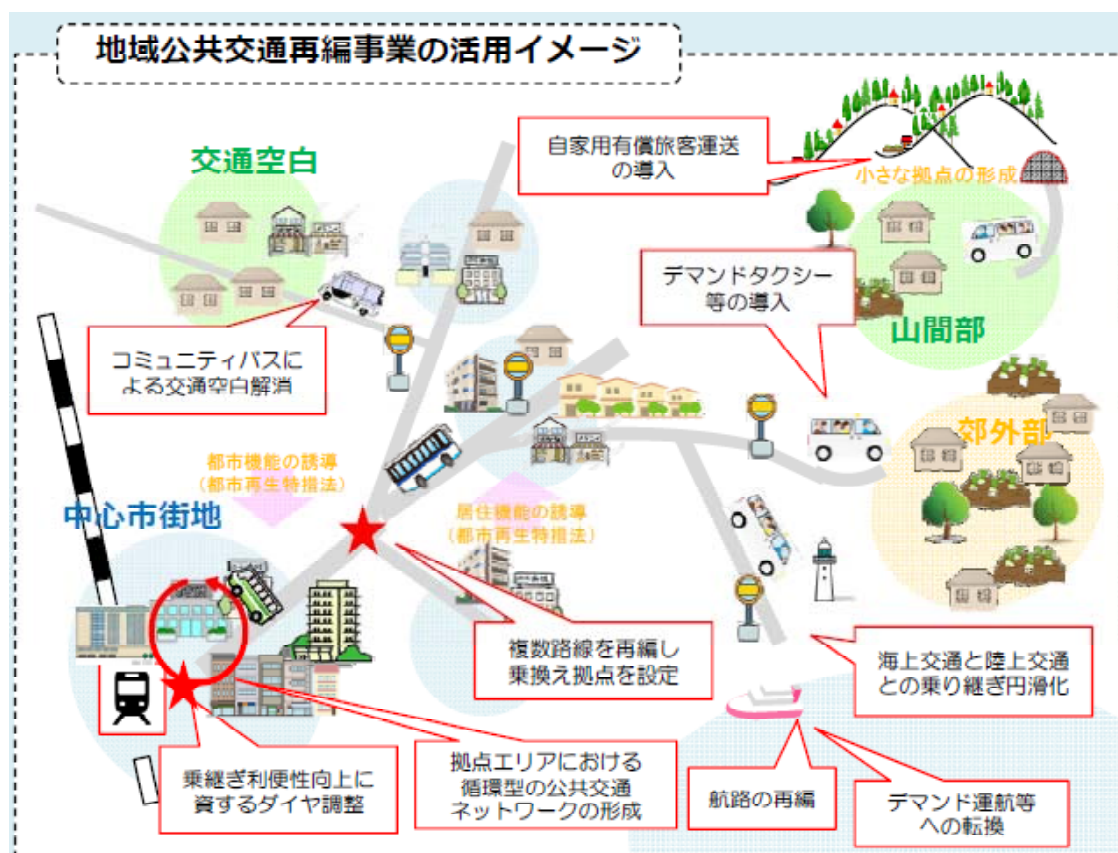 地域公共交通再編事業の活用イメージ
自家用有償旅客運送
の導入
交通空白
小さな拠点の形成
デマンドタクシー
等の導入
山間部
コミュニティバスに
よる交通空白解消
郊外部
都市機能の誘導
(都市再生特措法)
中心市街地
居住機能の誘導
(都市再生特措法)
複数路線を再編し
乗換え拠点を設定
海上交通と陸上交通
との乗り継ぎ円滑化
乗継ぎ利便性向上に
資するダイヤ調整
拠点エリアにおける
循環型の公共交通
ネットワークの形成
航路の再編
デマンド運航等
への転換